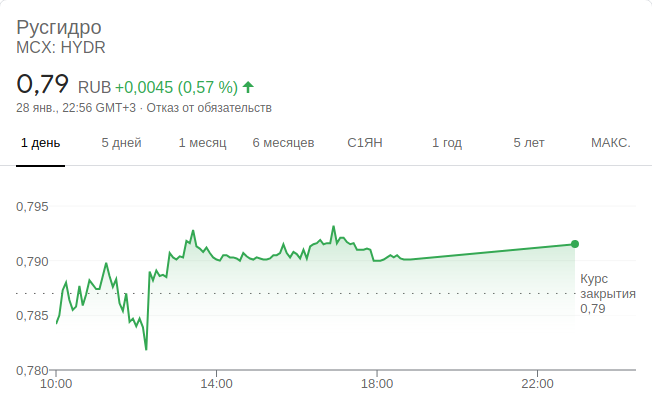 Русгидро
MCX: HYDR
0,79 RUB +0,0045 (0,57 %)
28 янв., 22:56 GMT+3 · Отказ от обязательств
1 день 5 дней 1 месяц 6 месяцев С1ЯН 1 год 5 лет МАКС.
0,795
0,790
0,785
0,780
Курс
закрытия
0,79
10:00 14:00 18:00 22:00